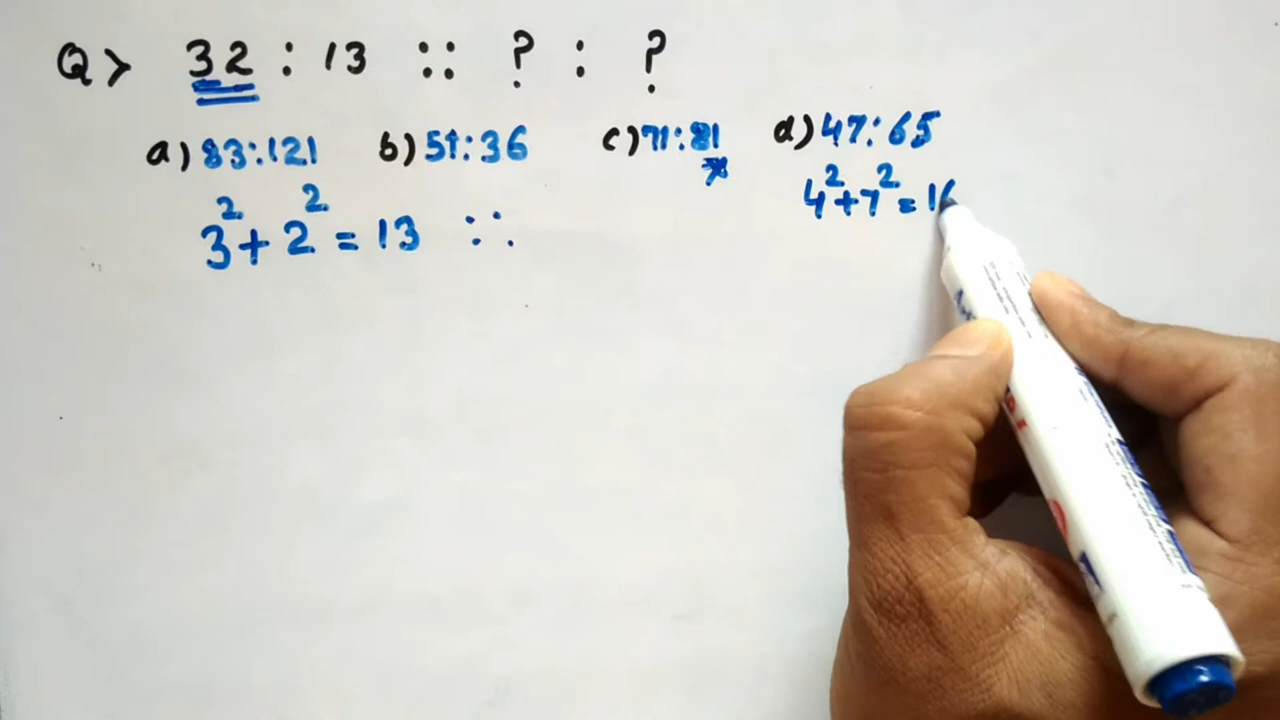 Q> 32 : 13 :: ? : ?
a) 83:121 b) 51:36 c) 71:81 d) 47:65
4²+7²=16
3²+2²=13 ::